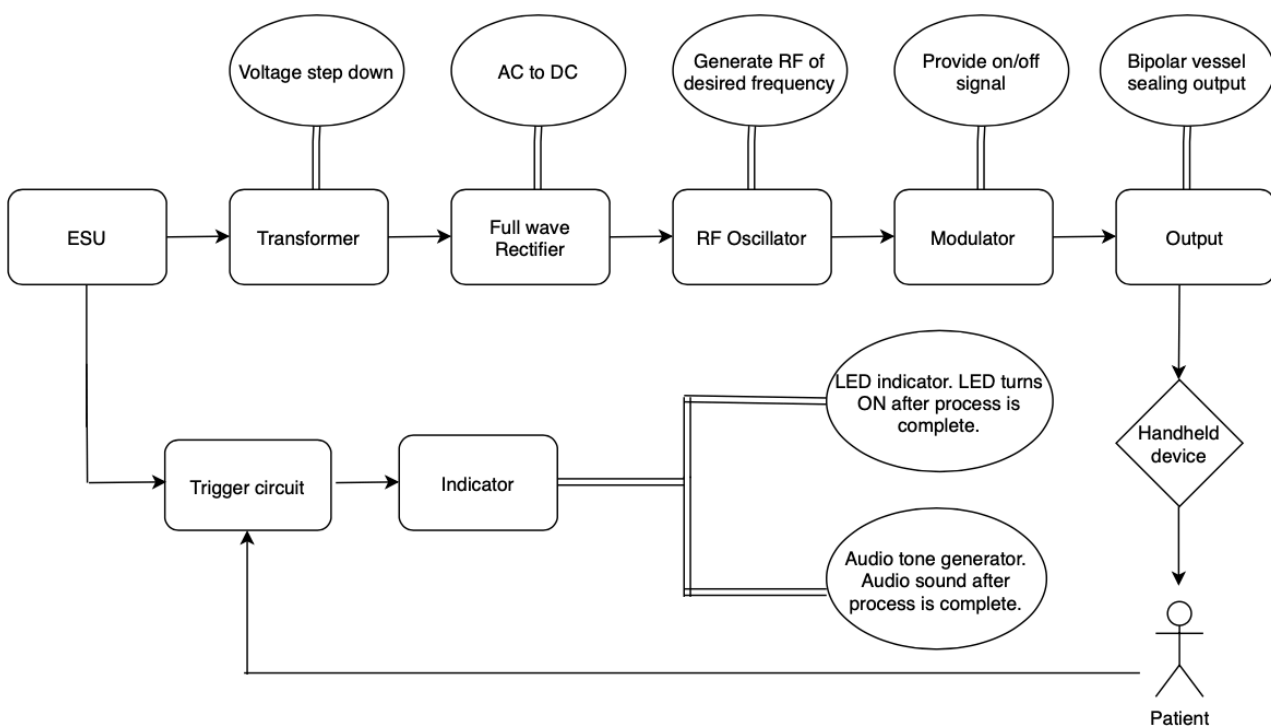 Voltage step down
AC to DC
Generate RF of
desired frequency
Provide on/off
signal
Bipolar vessel
sealing output
ESU
Transformer
Full wave
Rectifier
RF Oscillator
Modulator
Output
LED indicator. LED turns
ON after process is
complete.
Handheld
device
Trigger circuit
Indicator
Audio tone generator.
Audio sound after
process is complete.
Patient